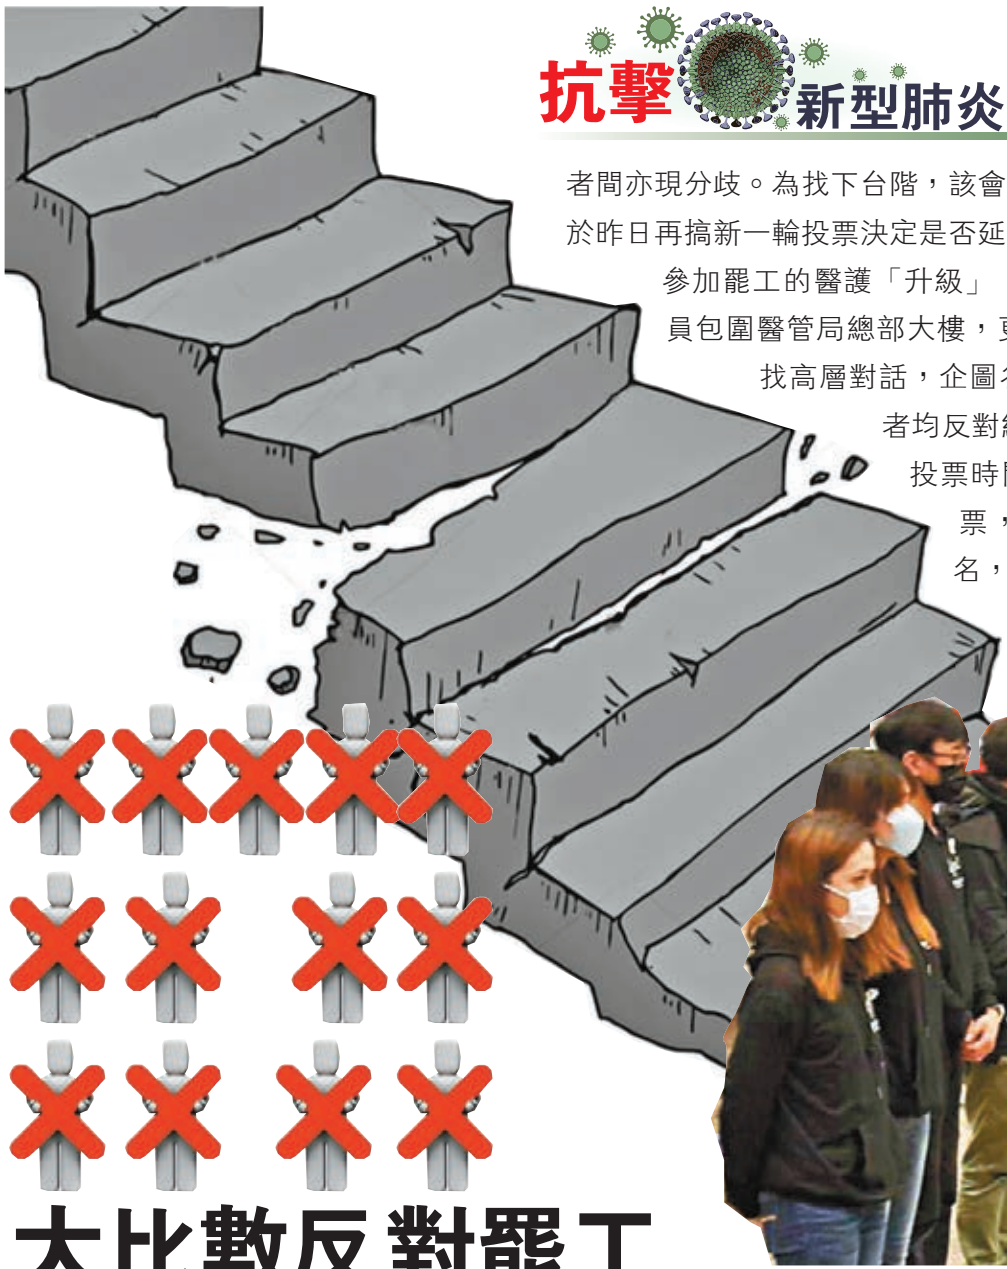 抗擊新型肺炎
者間亦現分歧。為找下台階，該會
於昨日再搞新一輪投票決定是否延
參加罷工的醫護「升級」
員包圍醫管局總部大樓，
找高層對話，企圖
者均反對
投票時間
票，
名，
大比數反對罷工